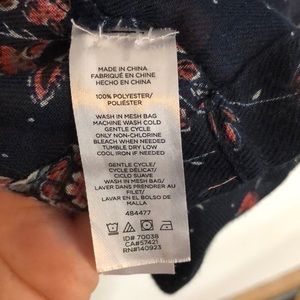 MADE IN CHINA
FABRIQUÉ EN CHINE
HECHO EN CHINA
100% POLYESTER/
POLIÉSTER
WASH IN MESH BAG
MACHINE WASH COLD
GENTLE CYCLE
ONLY NON-CHLORINE
BLEACH WHEN NEEDED
TUMBLE DRY LOW
COOL IRON IF NEEDED
GENTLE CYCLE/
CYCLE DÉLICAT/
CICLO SUAVE
WASH IN MESH BAG/
LAVER DANS PRENDRER AU
FILET/
LAVAR EN EL BOLSO DE
MALLA
484477
ID# 70038
CA#57421
RN#140923